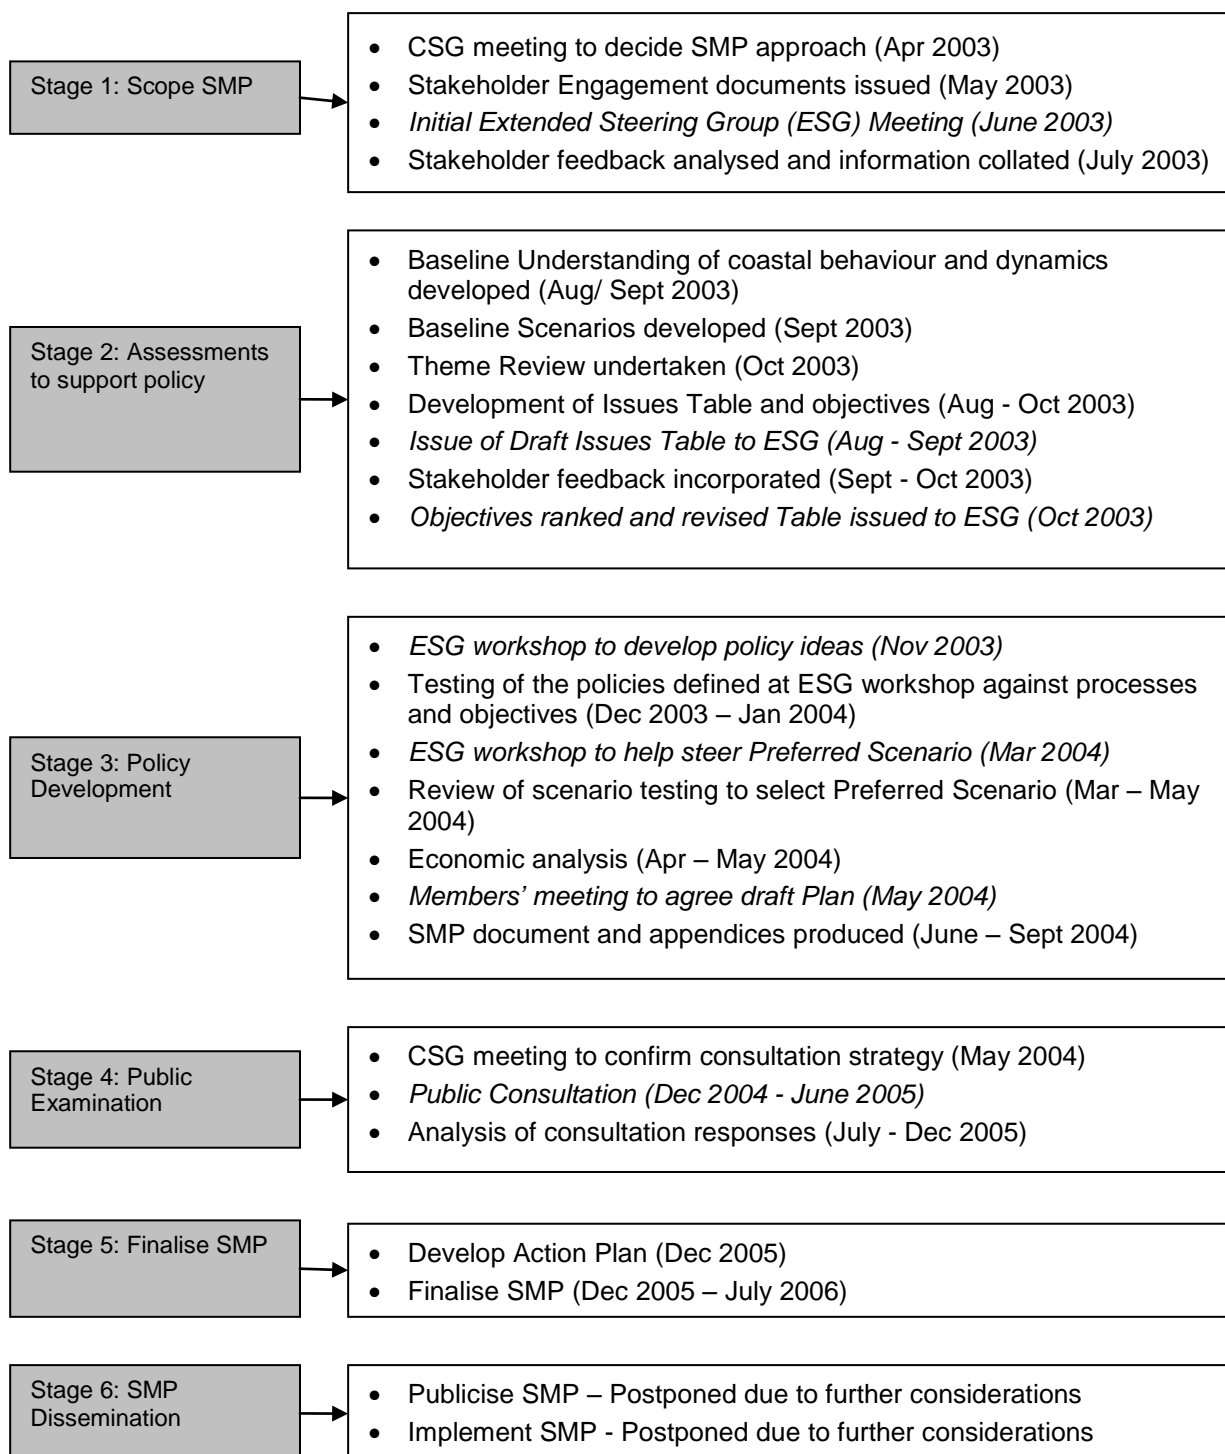 Stage 1: Scope SMP
• CSG meeting to decide SMP approach (Apr 2003)
• Stakeholder Engagement documents issued (May 2003)
• Initial Extended Steering Group (ESG) Meeting (June 2003)
• Stakeholder feedback analysed and information collated (July 2003)
Stage 2: Assessments
to support policy
• Baseline Understanding of coastal behaviour and dynamics
developed (Aug/ Sept 2003)
• Baseline Scenarios developed (Sept 2003)
• Theme Review undertaken (Oct 2003)
• Development of Issues Table and objectives (Aug - Oct 2003)
• Issue of Draft Issues Table to ESG (Aug - Sept 2003)
• Stakeholder feedback incorporated (Sept - Oct 2003)
• Objectives ranked and revised Table issued to ESG (Oct 2003)
Stage 3: Policy
Development
• ESG workshop to develop policy ideas (Nov 2003)
• Testing of the policies defined at ESG workshop against processes
and objectives (Dec 2003 – Jan 2004)
• ESG workshop to help steer Preferred Scenario (Mar 2004)
• Review of scenario testing to select Preferred Scenario (Mar – May
2004)
• Economic analysis (Apr – May 2004)
• Members’ meeting to agree draft Plan (May 2004)
• SMP document and appendices produced (June – Sept 2004)
Stage 4: Public
Examination
• CSG meeting to confirm consultation strategy (May 2004)
• Public Consultation (Dec 2004 - June 2005)
• Analysis of consultation responses (July - Dec 2005)
Stage 5: Finalise SMP
• Develop Action Plan (Dec 2005)
• Finalise SMP (Dec 2005 – July 2006)
Stage 6: SMP
Dissemination
• Publicise SMP – Postponed due to further considerations
• Implement SMP - Postponed due to further considerations